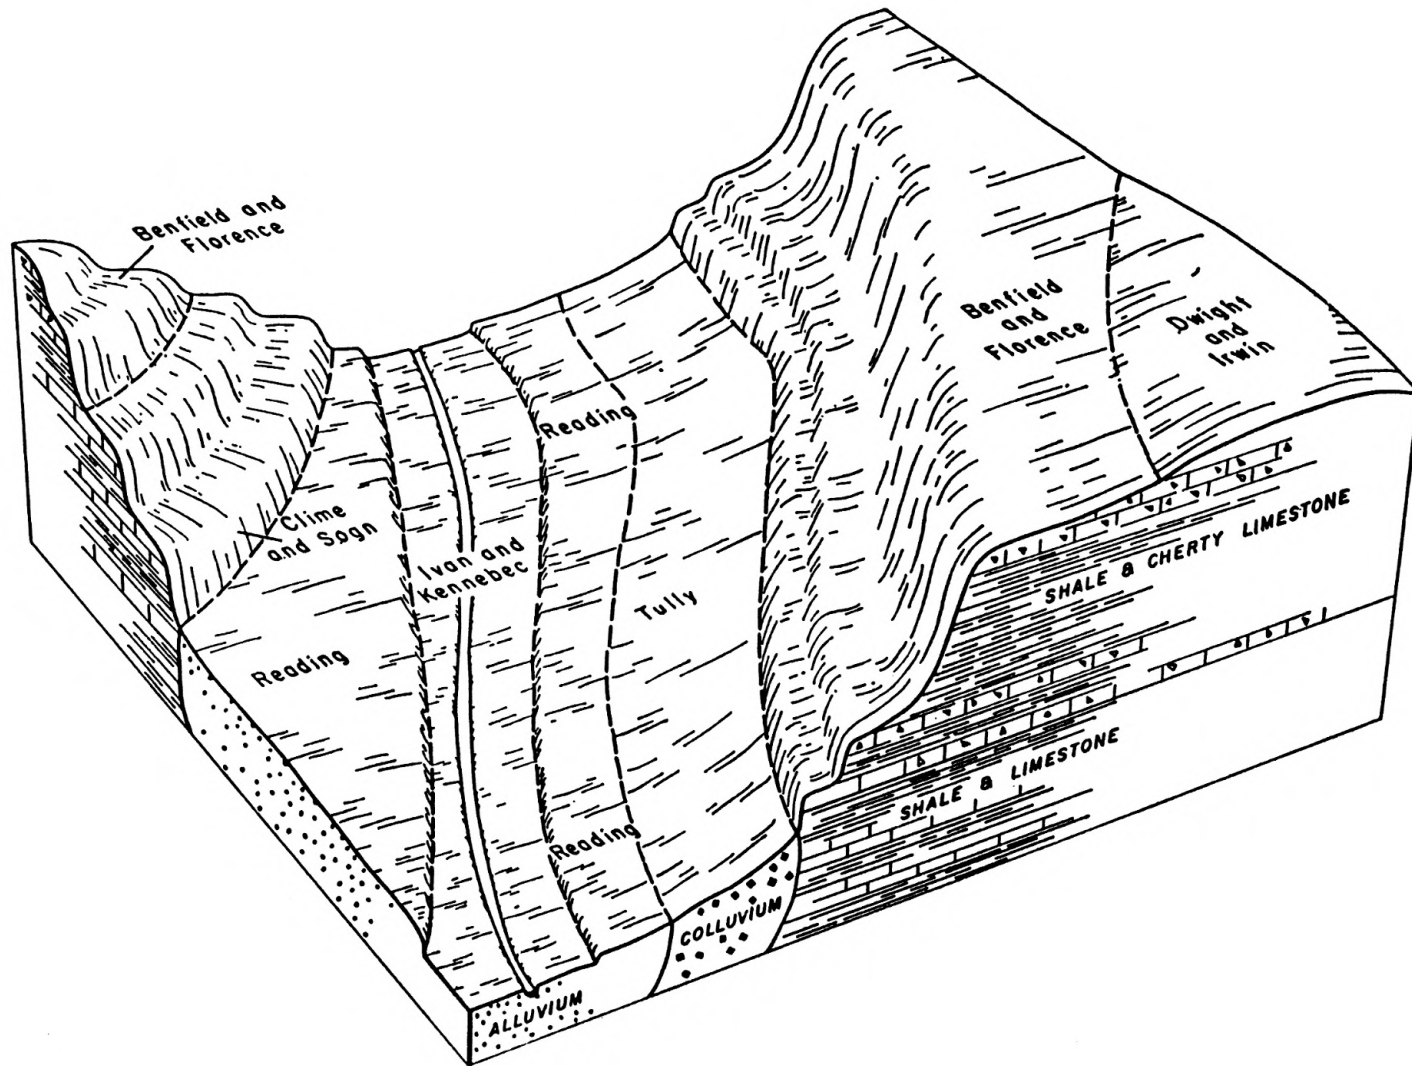 Benfield and
Florence
Benfield
and
Florence
Dwight
and
Irwin
Reading
Clime
and Sogn
Ivan and
Kennebec
Tully
Reading
Reading
SHALE & CHERTY LIMESTONE
SHALE & LIMESTONE
COLLUVIUM
ALLUVIUM